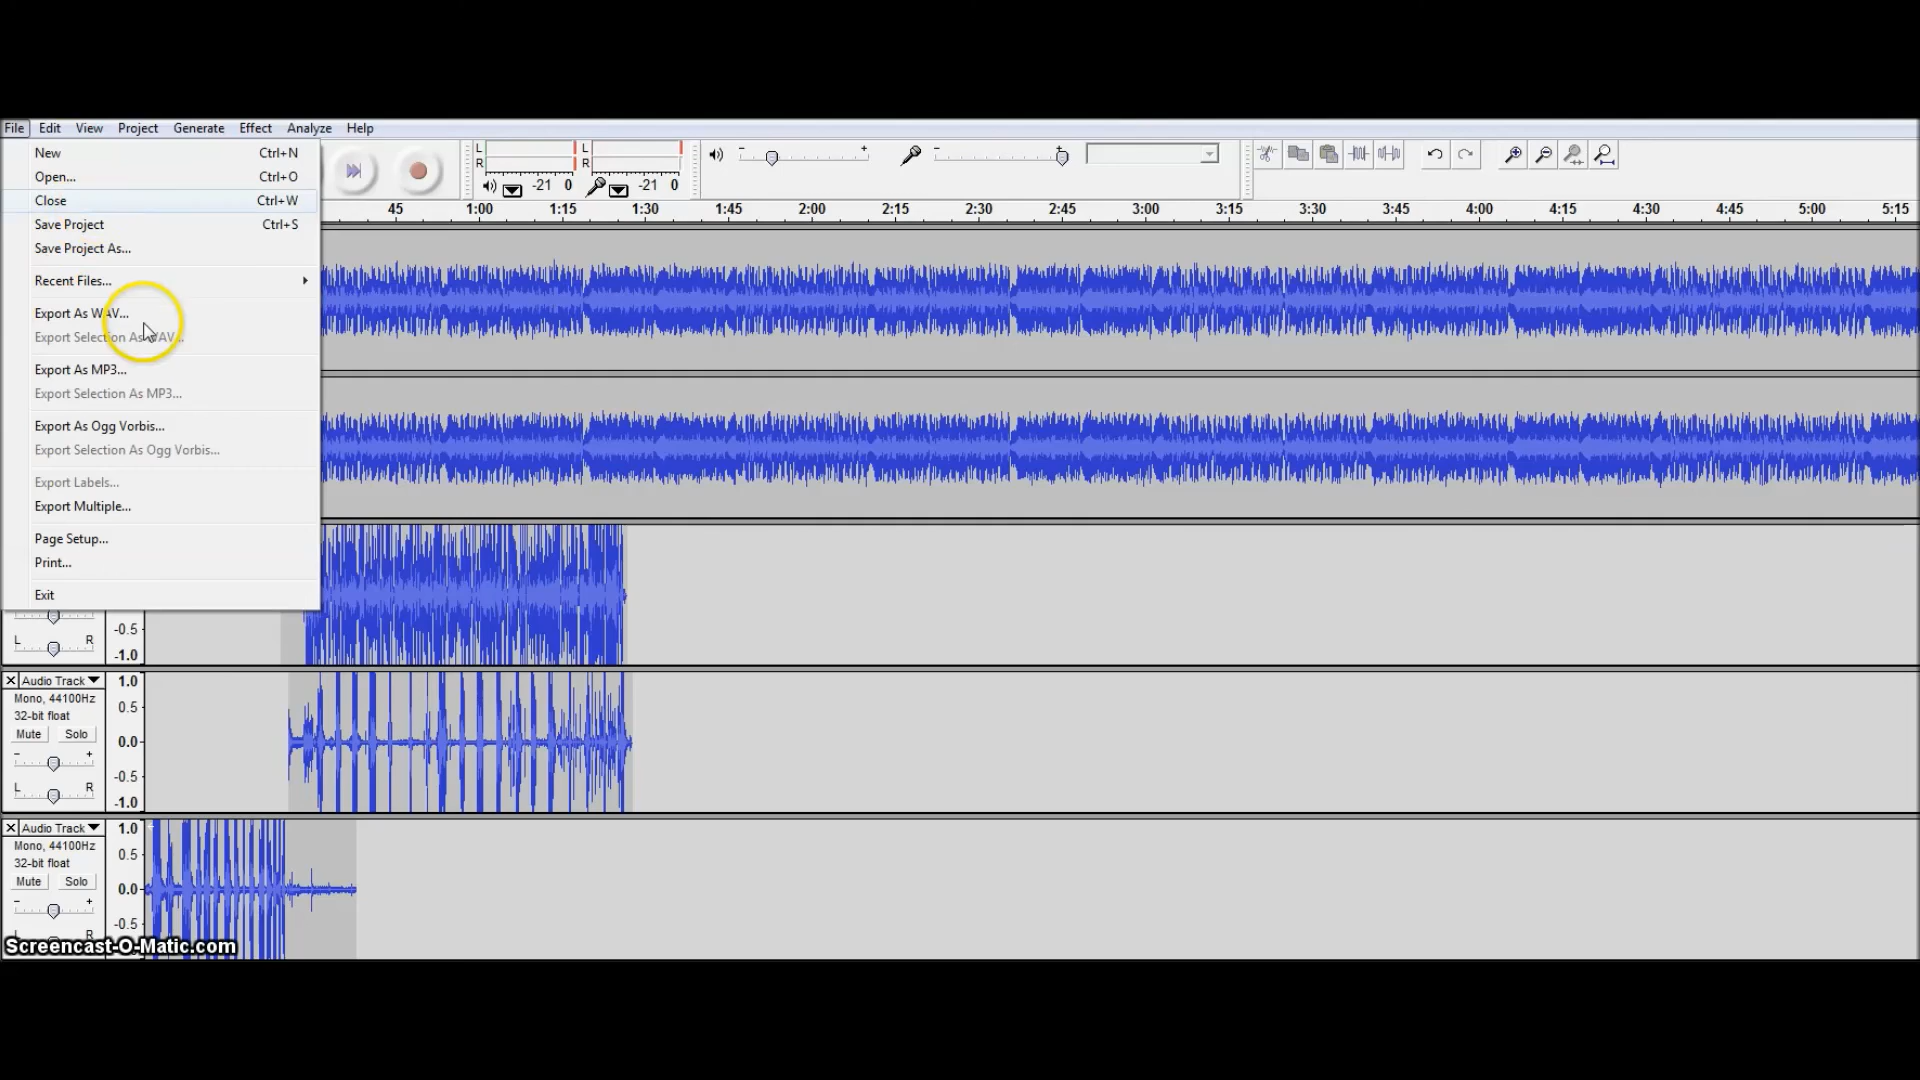 File Edit View Project Generate Effect Analyze Help
New Ctrl+N
Open... Ctrl+O
Close Ctrl+W
Save Project Ctrl+S
Save Project As...
Recent Files...
Export As WAV...
Export Selection As WAV...
Export As MP3...
Export Selection As MP3...
Export As Ogg Vorbis...
Export Selection As Ogg Vorbis...
Export Labels...
Export Multiple...
Page Setup...
Print...
Exit
L L
R R
-21 0 -21 0
- + - +
45 1:00 1:15 1:30 1:45 2:00 2:15 2:30 2:45 3:00 3:15 3:30 3:45 4:00 4:15 4:30 4:45 5:00 5:15
-0.5
L R
-1.0
Audio Track 1.0
Mono, 44100Hz
32-bit float 0.5
Mute Solo 0.0
- +
-0.5
L R
-1.0
Audio Track 1.0
Mono, 44100Hz
32-bit float 0.5
Mute Solo 0.0
- +
-0.5
Screencast-O-Matic.com